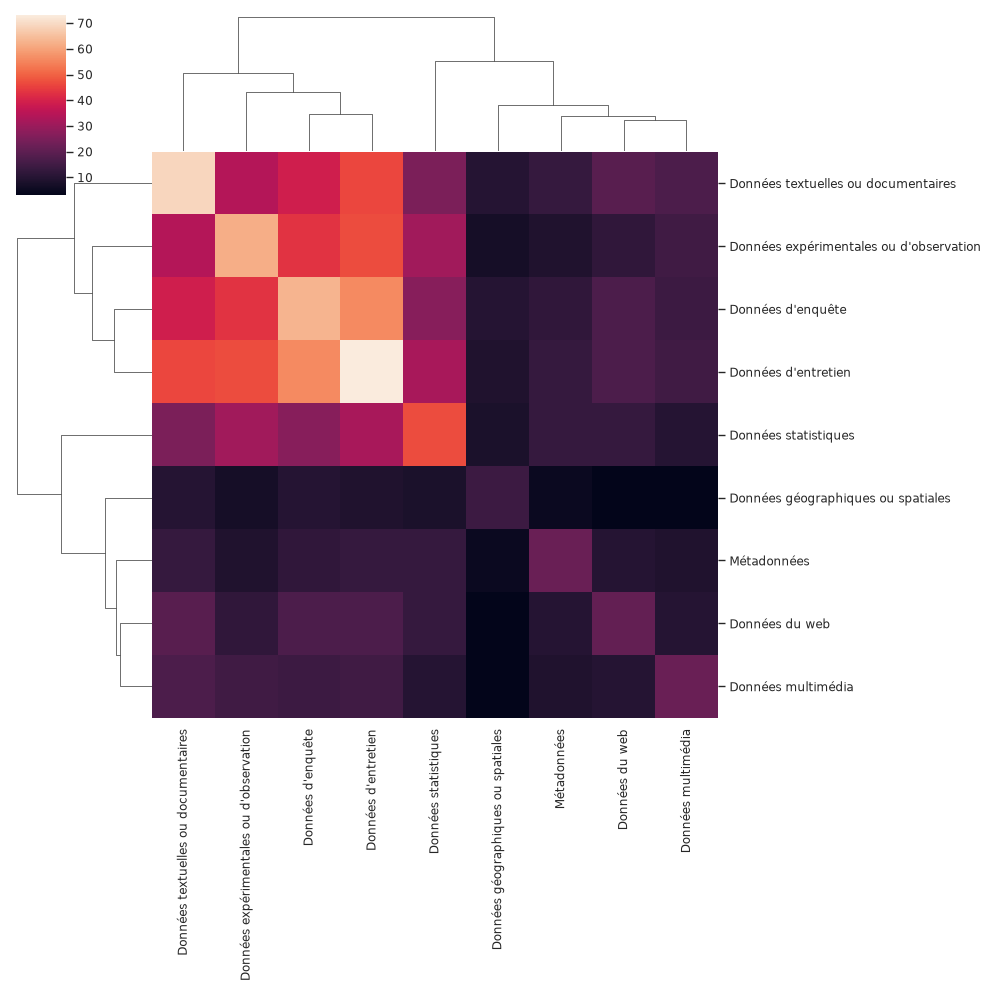 70
60
50
40
30
20
10
Données textuelles ou documentaires
Données expérimentales ou d'observation
Données d'enquête
Données d'entretien
Données statistiques
Données géographiques ou spatiales
Métadonnées
Données du web
Données multimédia
Données textuelles ou documentaires
Données expérimentales ou d'observation
Données d'enquête
Données d'entretien
Données statistiques
Données géographiques ou spatiales
Métadonnées
Données du web
Données multimédia